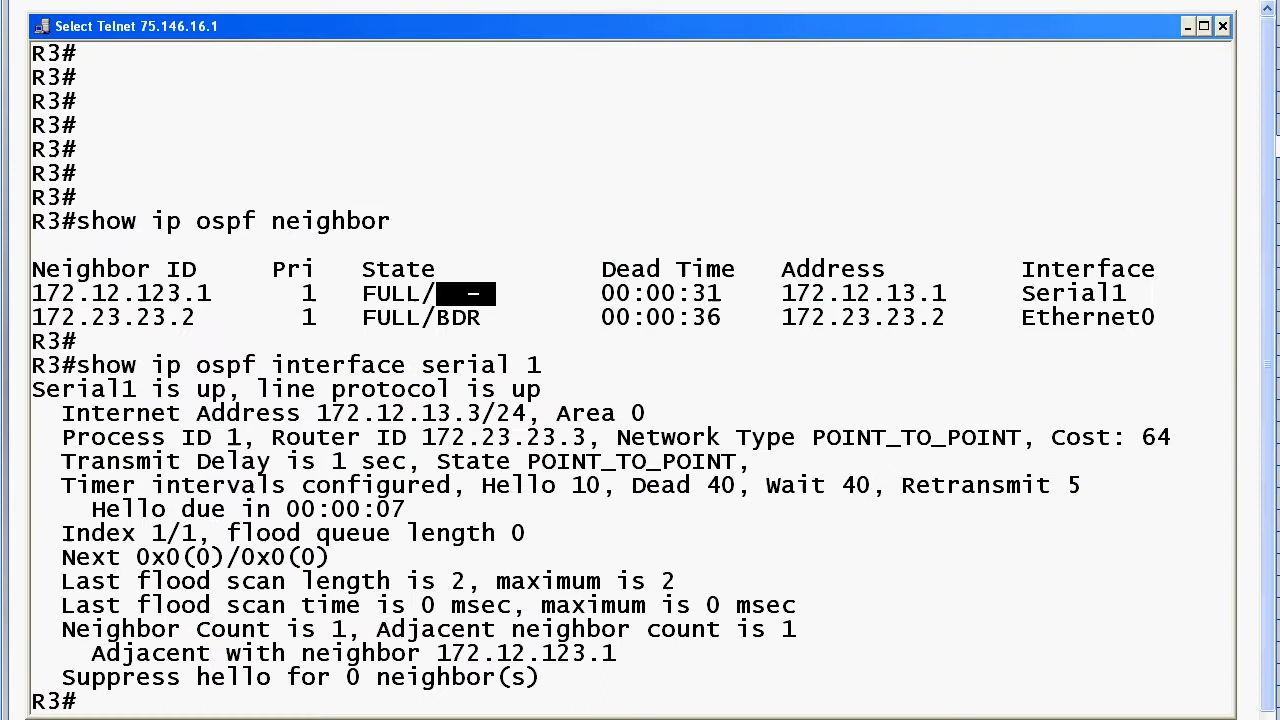 Select Telnet 75.146.16.1
R3#
R3#
R3#
R3#
R3#
R3#
R3#
R3#show ip ospf neighbor
Neighbor ID Pri State Dead Time Address Interface
172.12.123.1 1 FULL/ - 00:00:31 172.12.13.1 Serial1
172.23.23.2 1 FULL/BDR 00:00:36 172.23.23.2 Ethernet0
R3#
R3#show ip ospf interface serial 1
Serial1 is up, line protocol is up
Internet Address 172.12.13.3/24, Area 0
Process ID 1, Router ID 172.23.23.3, Network Type POINT_TO_POINT, Cost: 64
Transmit Delay is 1 sec, State POINT_TO_POINT,
Timer intervals configured, Hello 10, Dead 40, Wait 40, Retransmit 5
Hello due in 00:00:07
Index 1/1, flood queue length 0
Next 0x0(0)/0x0(0)
Last flood scan length is 2, maximum is 2
Last flood scan time is 0 msec, maximum is 0 msec
Neighbor Count is 1, Adjacent neighbor count is 1
Adjacent with neighbor 172.12.123.1
Suppress hello for 0 neighbor(s)
R3#